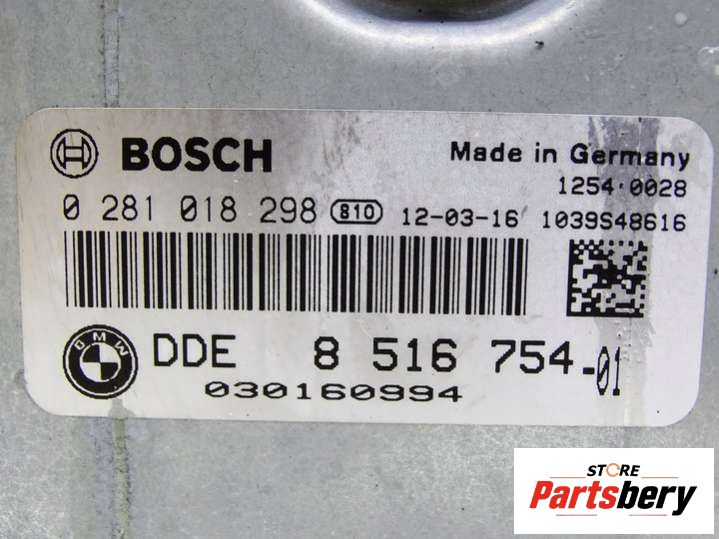 BOSCH
Made in Germany
1254·0028
0 281 018 298 810 12-03-16 1039S48616
BMW DDE 8 516 754-01
030160994
STORE
Partsbery